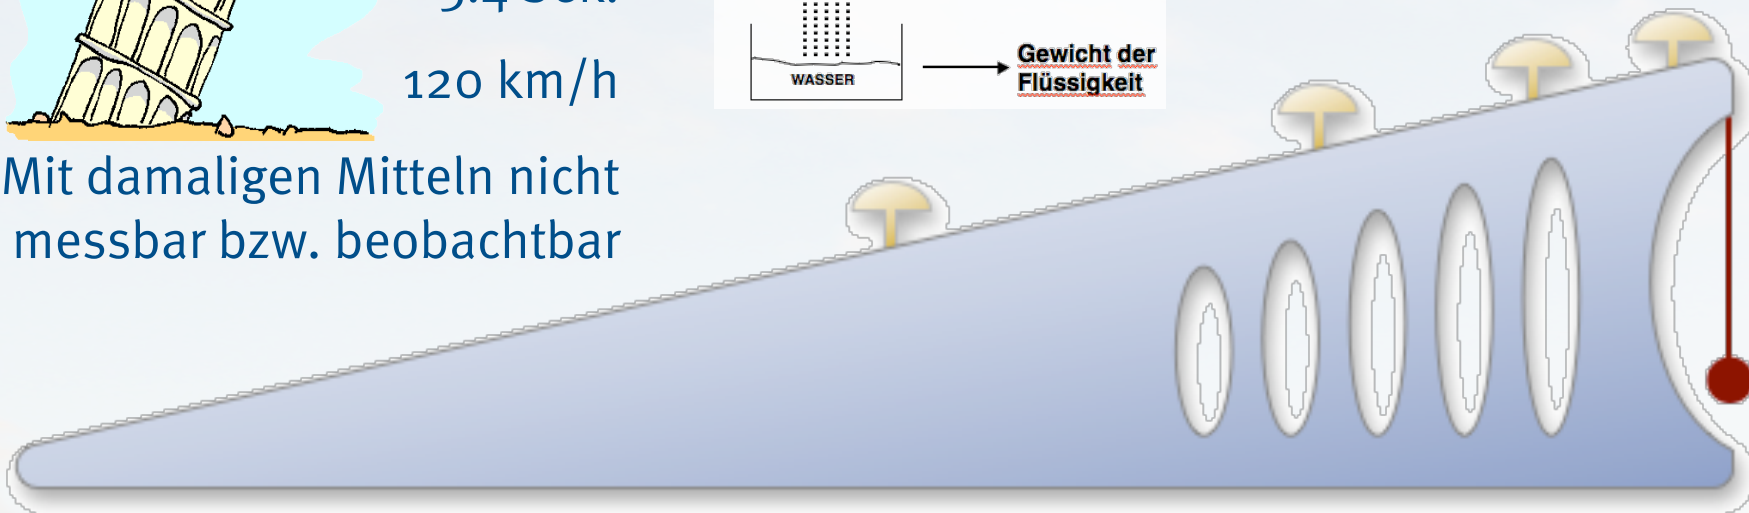 120 km/h
Mit damaligen Mitteln nicht
messbar bzw. beobachtbar
WASSER
Gewicht der
Flüssigkeit